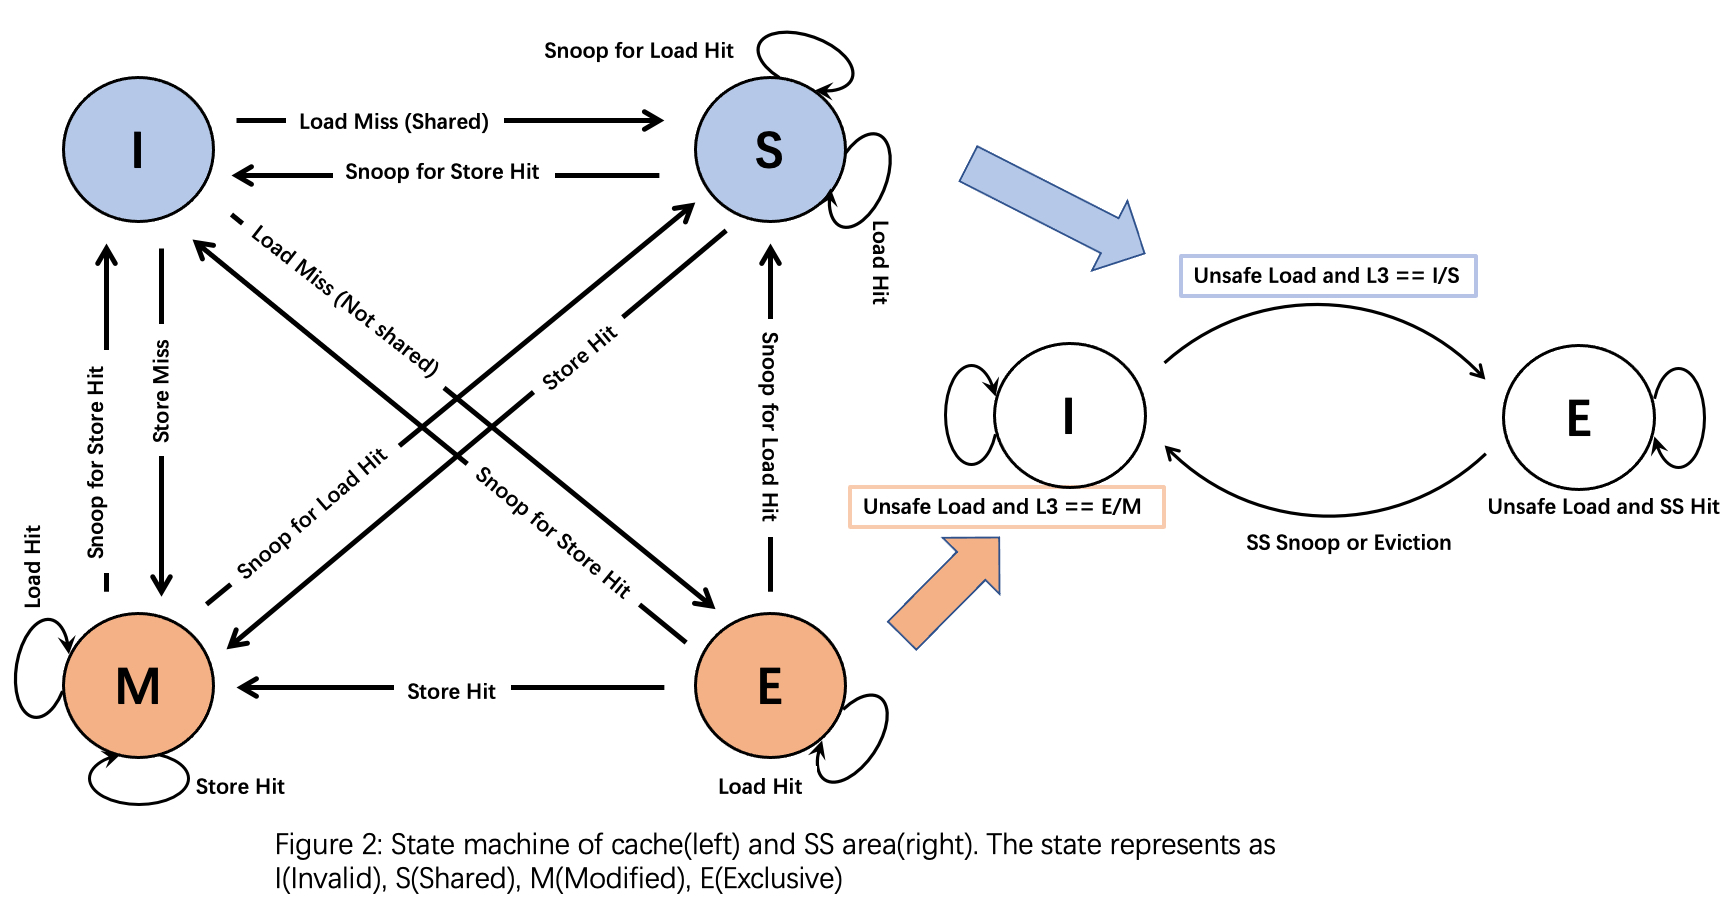 Snoop for Load Hit
I
Load Miss (Shared)
S
Snoop for Store Hit
Load Hit
Load Miss (Not shared)
Store Hit
Snoop for Store Hit
Store Miss
Snoop for Load Hit
Snoop for Load Hit
Snoop for Store Hit
Load Hit
M
Store Hit
E
Store Hit
Load Hit
Unsafe Load and L3 == I/S
I
E
Unsafe Load and L3 == E/M
Unsafe Load and SS Hit
SS Snoop or Eviction
Figure 2: State machine of cache(left) and SS area(right). The state represents as
I(Invalid), S(Shared), M(Modified), E(Exclusive)